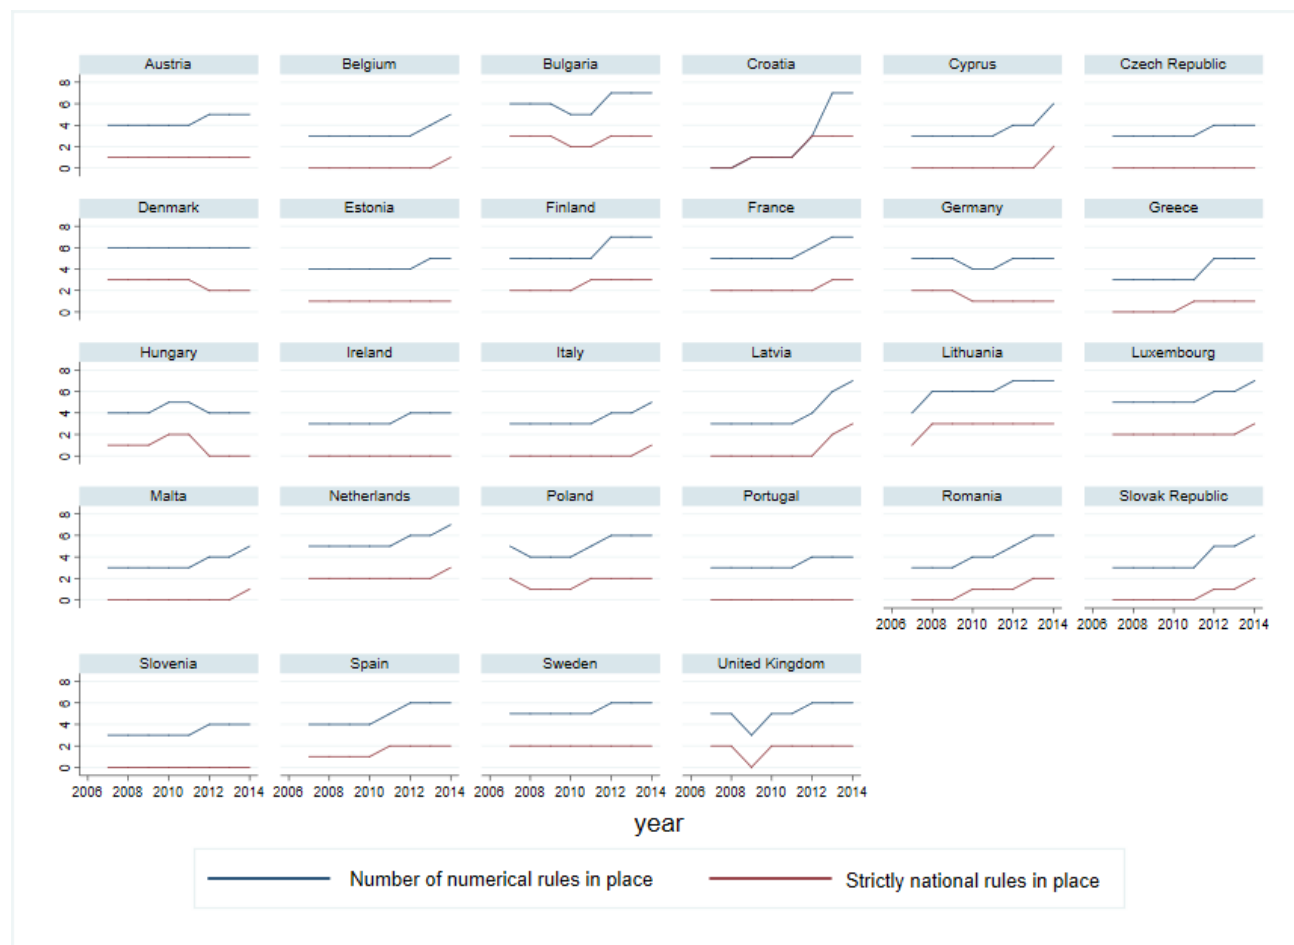 Austria Belgium Bulgaria Croatia Cyprus Czech Republic
8
6
4
2
0
Denmark Estonia Finland France Germany Greece
8
6
4
2
0
Hungary Ireland Italy Latvia Lithuania Luxembourg
8
6
4
2
0
Malta Netherlands Poland Portugal Romania Slovak Republic
8
6
4
2
0
2006 2008 2010 2012 2014 2006 2008 2010 2012 2014
Slovenia Spain Sweden United Kingdom
8
6
4
2
0
2006 2008 2010 2012 2014 2006 2008 2010 2012 2014 2006 2008 2010 2012 2014 2006 2008 2010 2012 2014
year
Number of numerical rules in place Strictly national rules in place